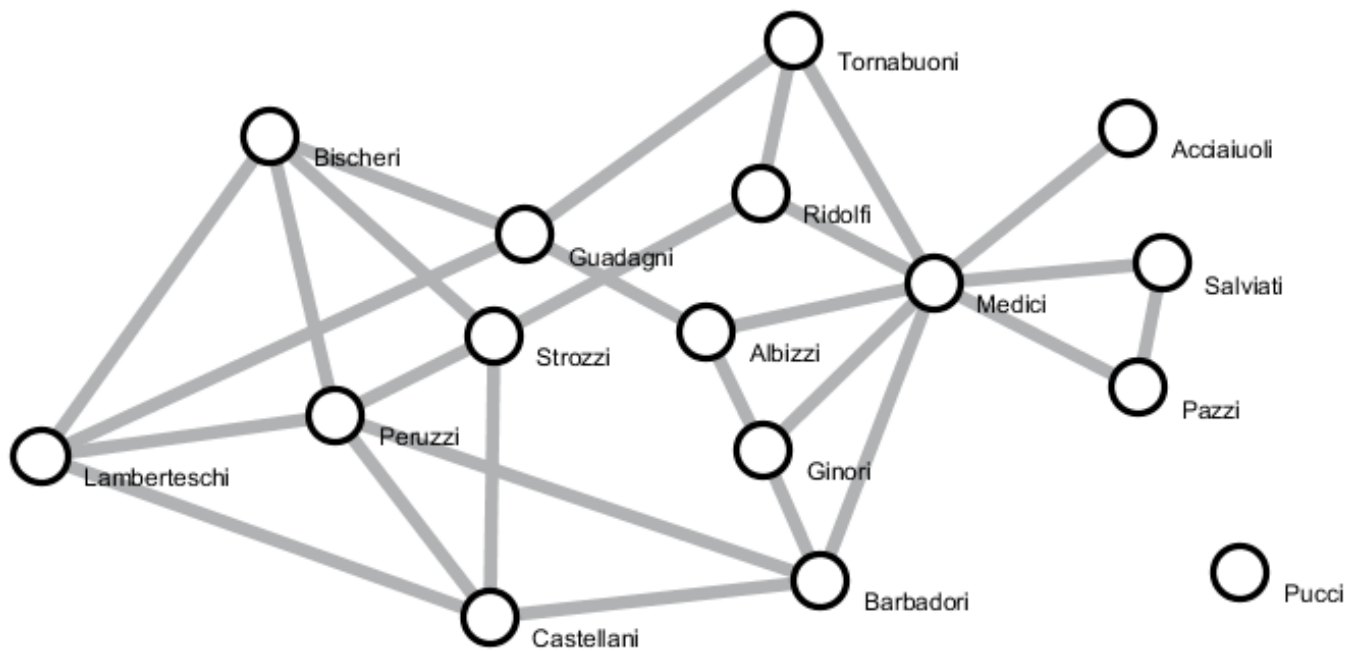 Tornabuoni
Acciaiuoli
Bischeri
Ridolfi
Guadagni
Salviati
Medici
Strozzi
Albizzi
Pazzi
Peruzzi
Ginori
Lamberteschi
Pucci
Barbadori
Castellani